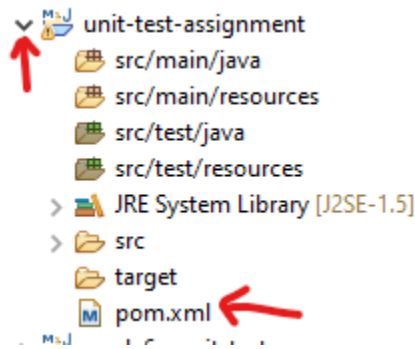 unit-test-assignment
src/main/java
src/main/resources
src/test/java
src/test/resources
JRE System Library [J2SE-1.5]
src
target
pom.xml